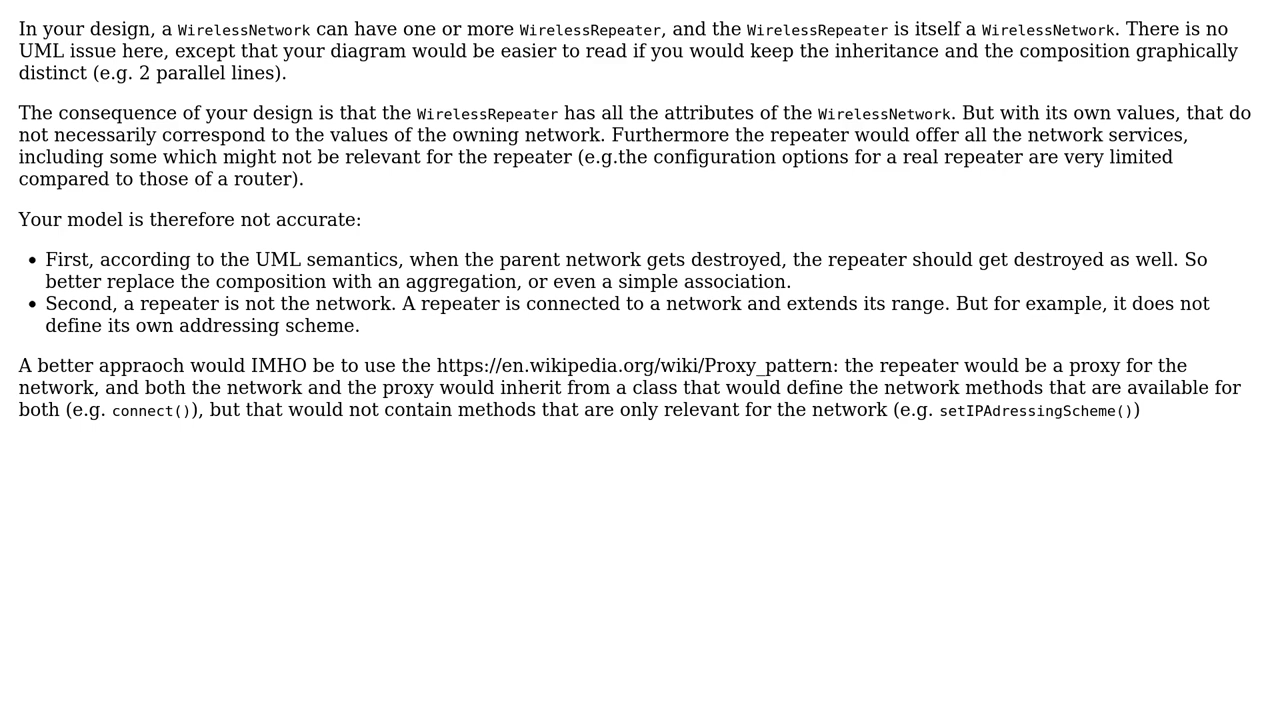 In your design, a WirelessNetwork can have one or more WirelessRepeater, and the WirelessRepeater is itself a WirelessNetwork. There is no
UML issue here, except that your diagram would be easier to read if you would keep the inheritance and the composition graphically
distinct (e.g. 2 parallel lines).
The consequence of your design is that the WirelessRepeater has all the attributes of the WirelessNetwork. But with its own values, that do
not necessarily correspond to the values of the owning network. Furthermore the repeater would offer all the network services,
including some which might not be relevant for the repeater (e.g.the configuration options for a real repeater are very limited
compared to those of a router).
Your model is therefore not accurate:
• First, according to the UML semantics, when the parent network gets destroyed, the repeater should get destroyed as well. So
better replace the composition with an aggregation, or even a simple association.
• Second, a repeater is not the network. A repeater is connected to a network and extends its range. But for example, it does not
define its own addressing scheme.
A better appraoch would IMHO be to use the https://en.wikipedia.org/wiki/Proxy_pattern: the repeater would be a proxy for the
network, and both the network and the proxy would inherit from a class that would define the network methods that are available for
both (e.g. connect()), but that would not contain methods that are only relevant for the network (e.g. setIPAdressingScheme())